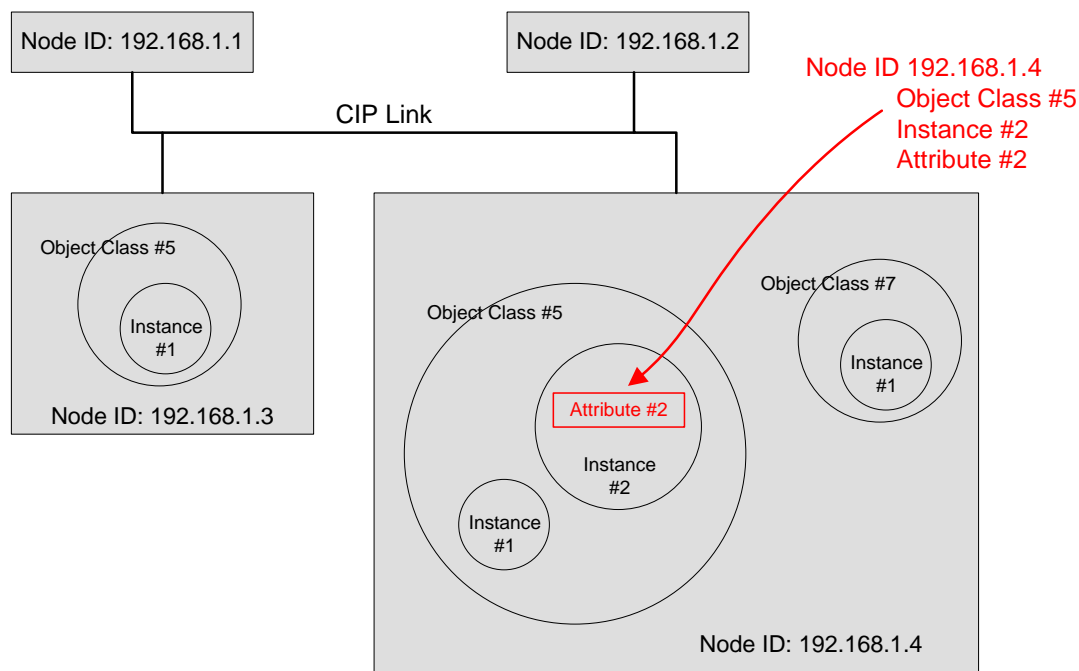 Node ID: 192.168.1.1
Node ID: 192.168.1.2
Node ID 192.168.1.4
Object Class #5
Instance #2
Attribute #2
CIP Link
Object Class #5
Instance
#1
Node ID: 192.168.1.3
Object Class #5
Attribute #2
Instance
#2
Instance
#1
Object Class #7
Instance
#1
Node ID: 192.168.1.4